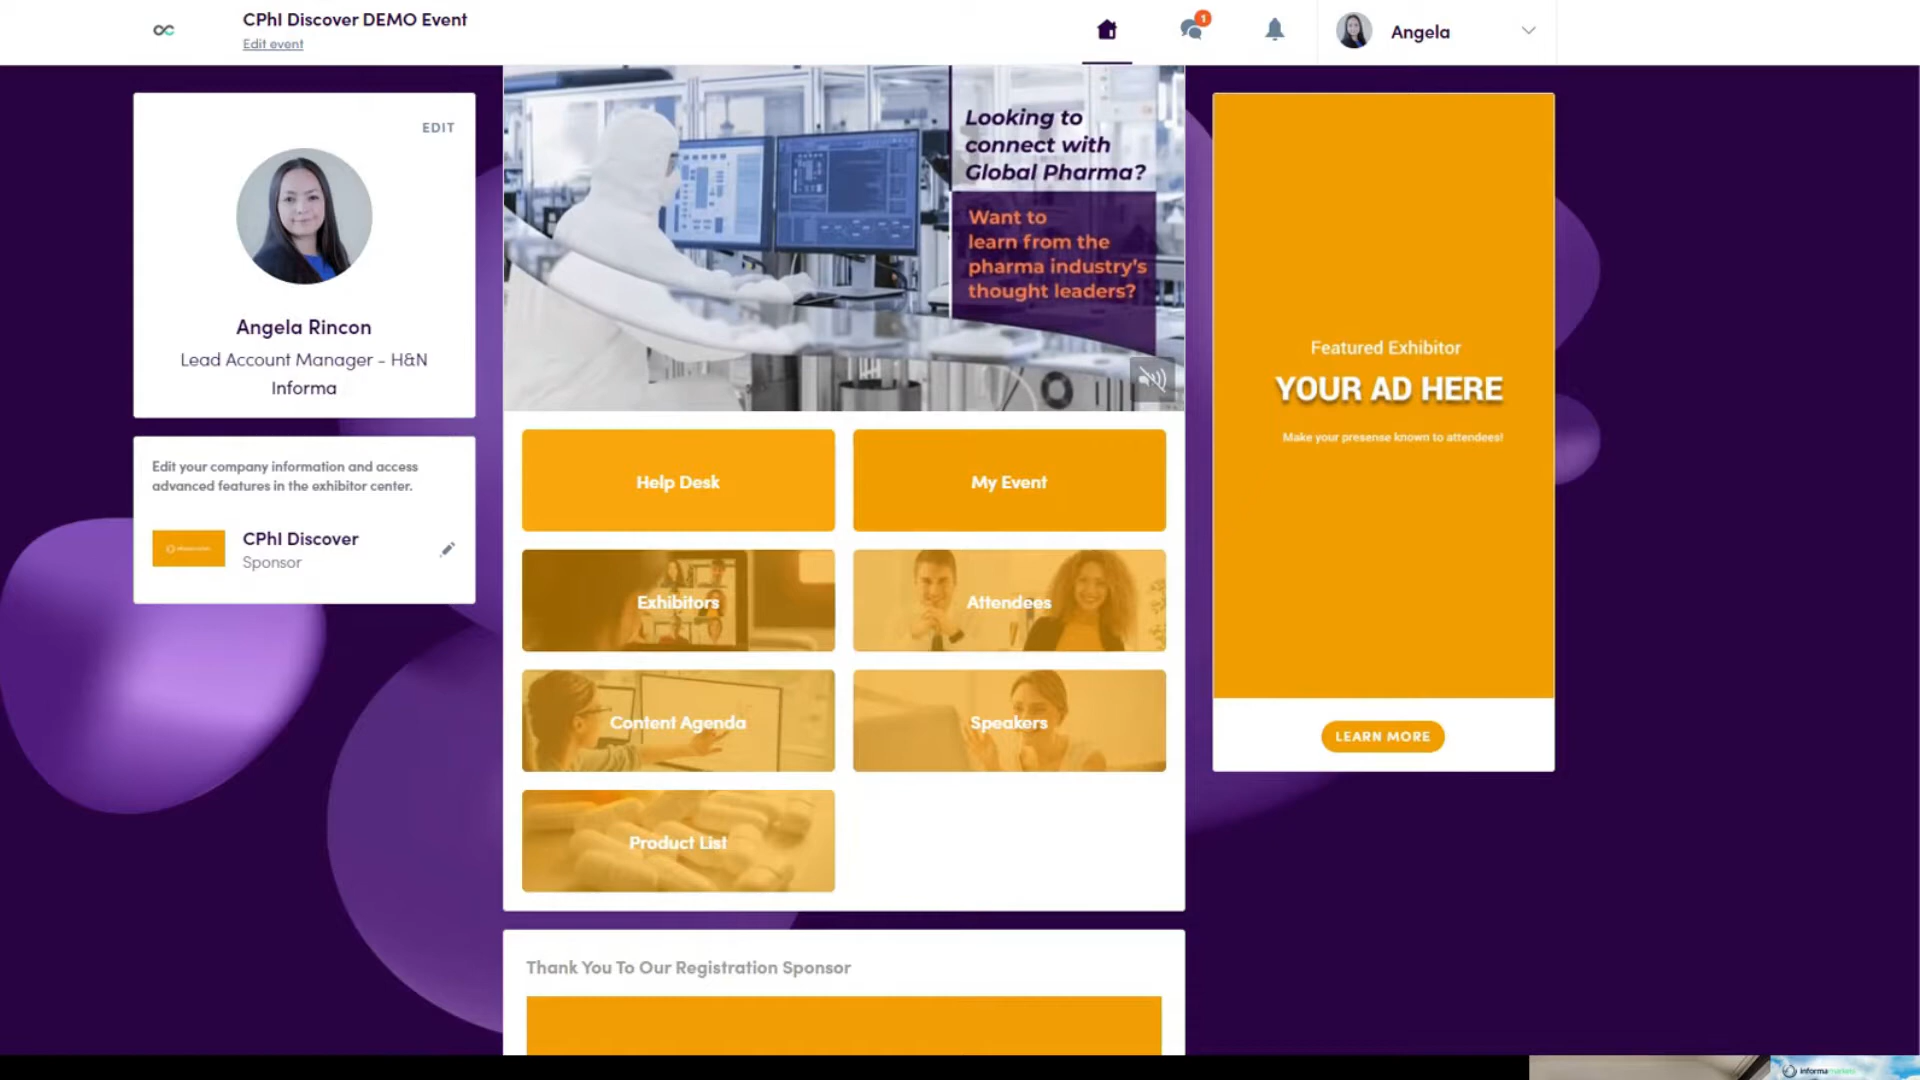 CPhI Discover DEMO Event
Edit event
1
Angela
EDIT
Angela Rincon
Lead Account Manager - H&N
Informa
Edit your company information and access
advanced features in the exhibitor center.
CPhI Discover
Sponsor
Looking to
connect with
Global Pharma?
Want to
learn from the
pharma industry's
thought leaders?
Help Desk
My Event
Exhibitors
Attendees
Content Agenda
Speakers
Product List
Thank You To Our Registration Sponsor
Featured Exhibitor
YOUR AD HERE
Make your presense known to attendees!
LEARN MORE
informa markets